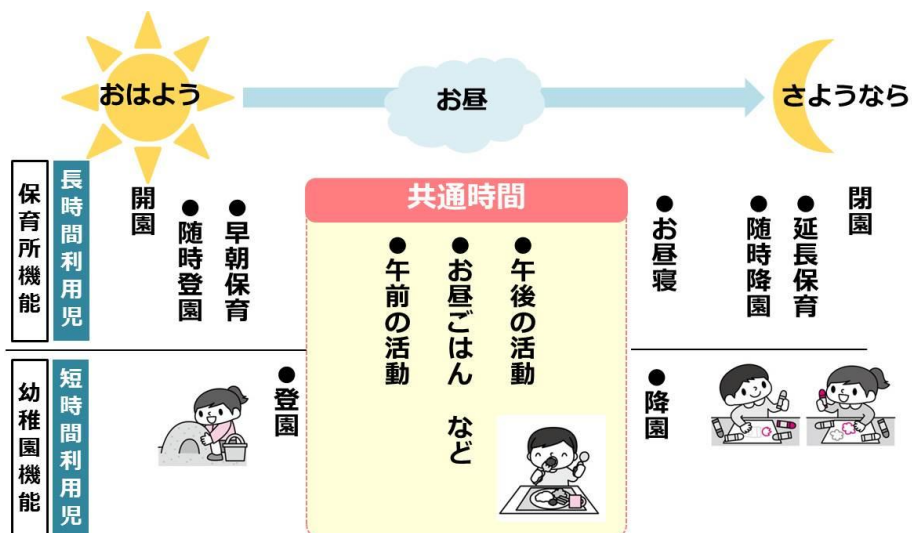 おはよう
お昼
さようなら
保育所機能
長時間利用児
開園
●随時登園
●早朝保育
共通時間
●午前の活動
●お昼ごはん　など
●午後の活動
●お昼寝
●随時降園
●延長保育
閉園
幼稚園機能
短時間利用児
●登園
●降園